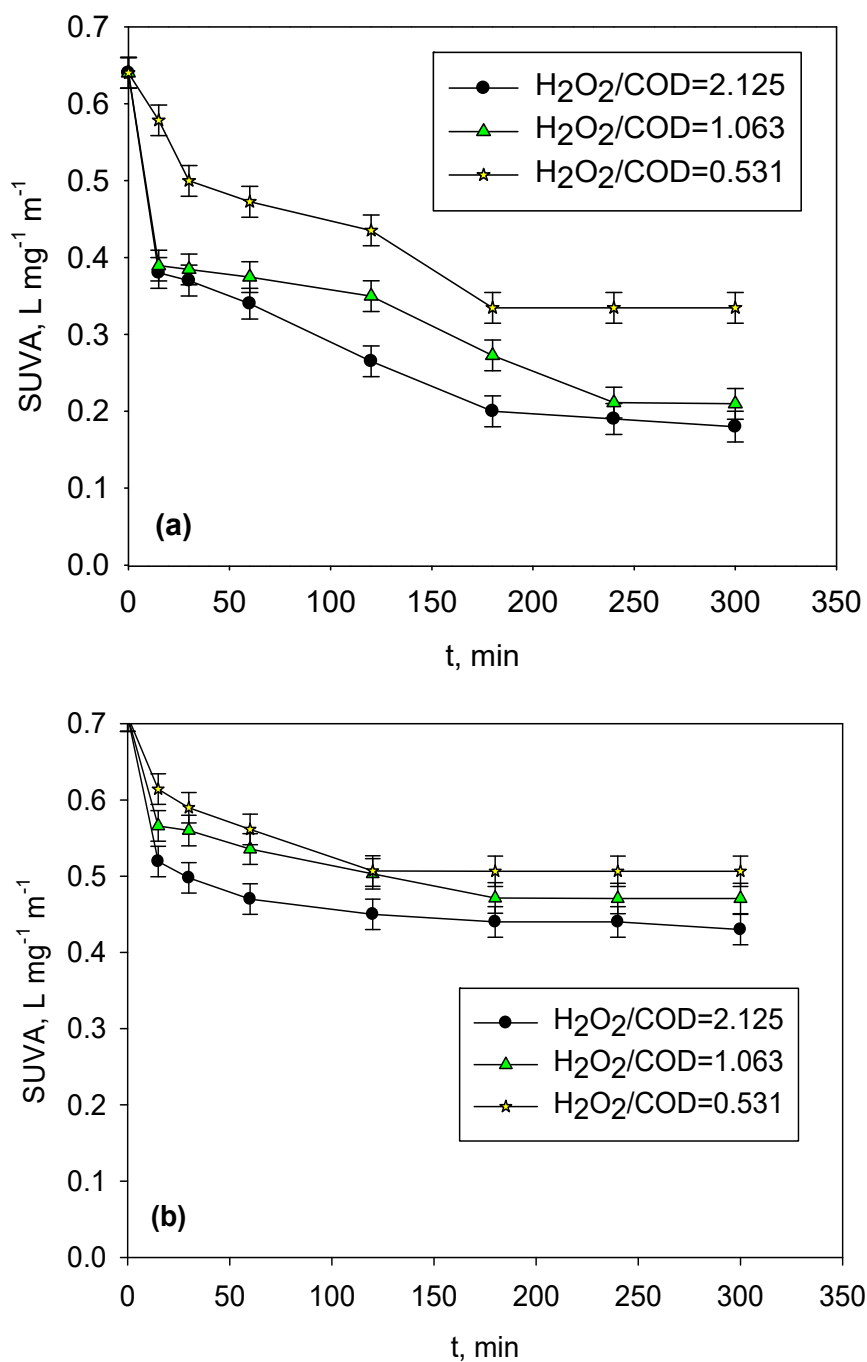 0.7
H2O2/COD=2.125
0.6
H2O2/COD=1.063
H2O2/COD=0.531
0.5
0.4
0.3
0.2
0.1
(a)
0.0
0 50 100 150 200 250 300 350
SUVA, L mg-1 m-1
t, min
0.7
0.6
0.5
0.4
0.3
H2O2/COD=2.125
H2O2/COD=1.063
0.2
H2O2/COD=0.531
0.1
(b)
0.0
0 50 100 150 200 250 300 350
SUVA, L mg-1 m-1
t, min